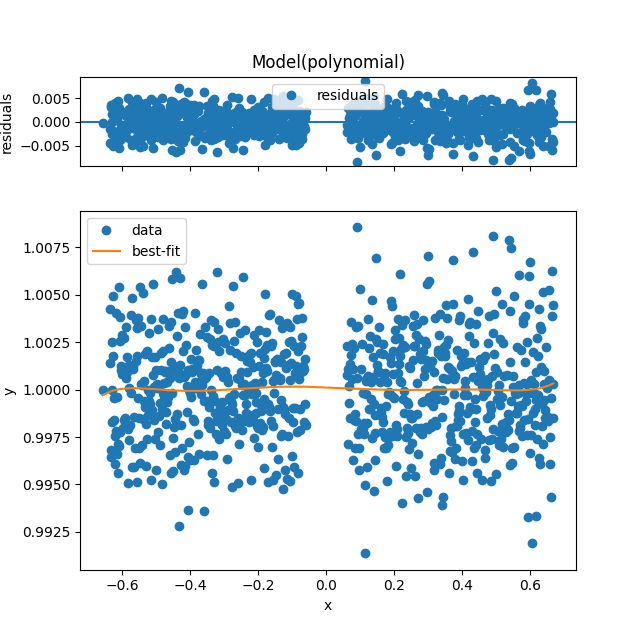 Model(polynomial)
residuals
0.005
0.000
−0.005
residuals
data
best-fit
y
1.0075
1.0050
1.0025
1.0000
0.9975
0.9950
0.9925
−0.6 −0.4 −0.2 0.0 0.2 0.4 0.6
x